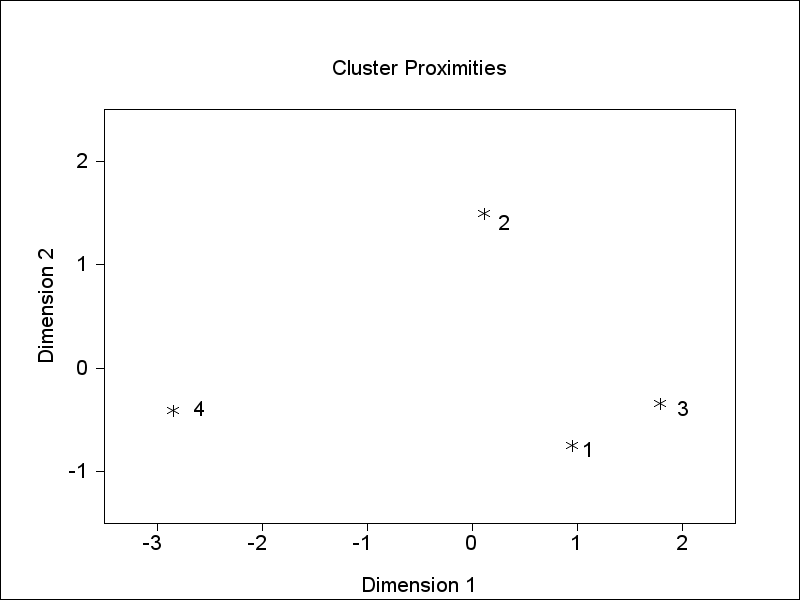 Cluster Proximities
2
1
0
-1
Dimension 2
* 2
* 4
* 3
* 1
-3 -2 -1 0 1 2
Dimension 1